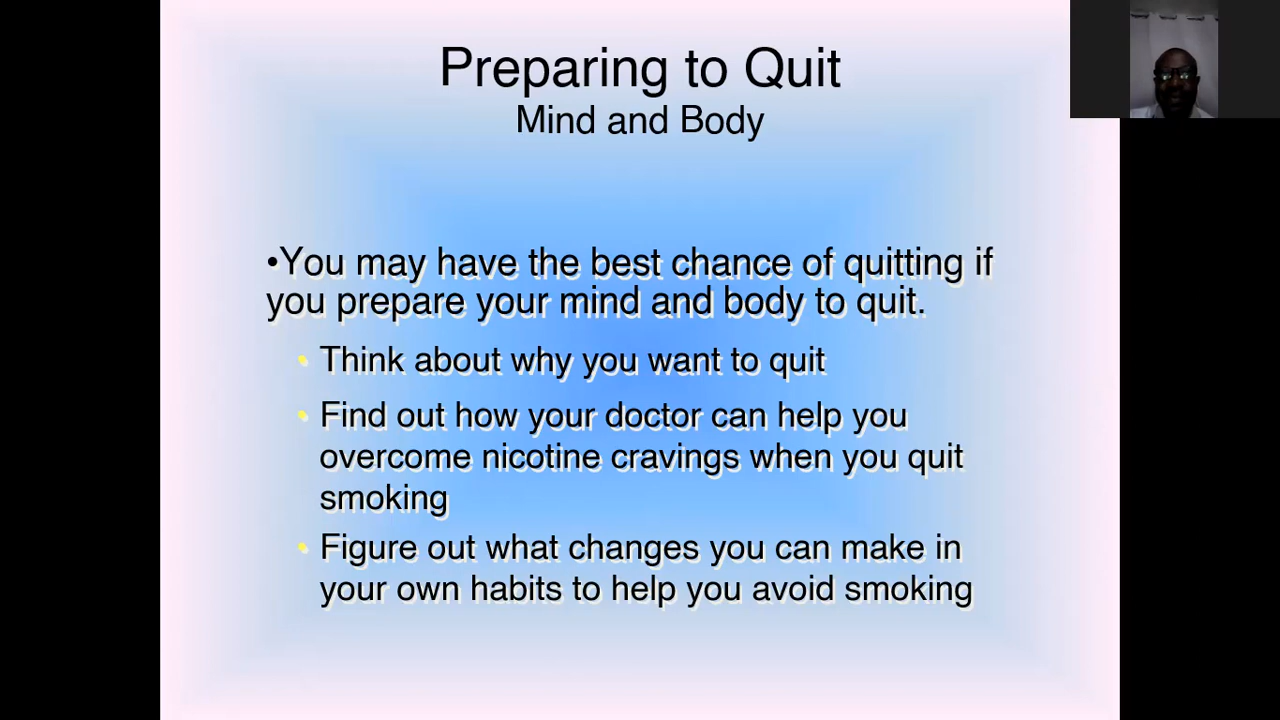 Preparing to Quit
Mind and Body
•You may have the best chance of quitting if
you prepare your mind and body to quit.
• Think about why you want to quit
• Find out how your doctor can help you
overcome nicotine cravings when you quit
smoking
• Figure out what changes you can make in
your own habits to help you avoid smoking